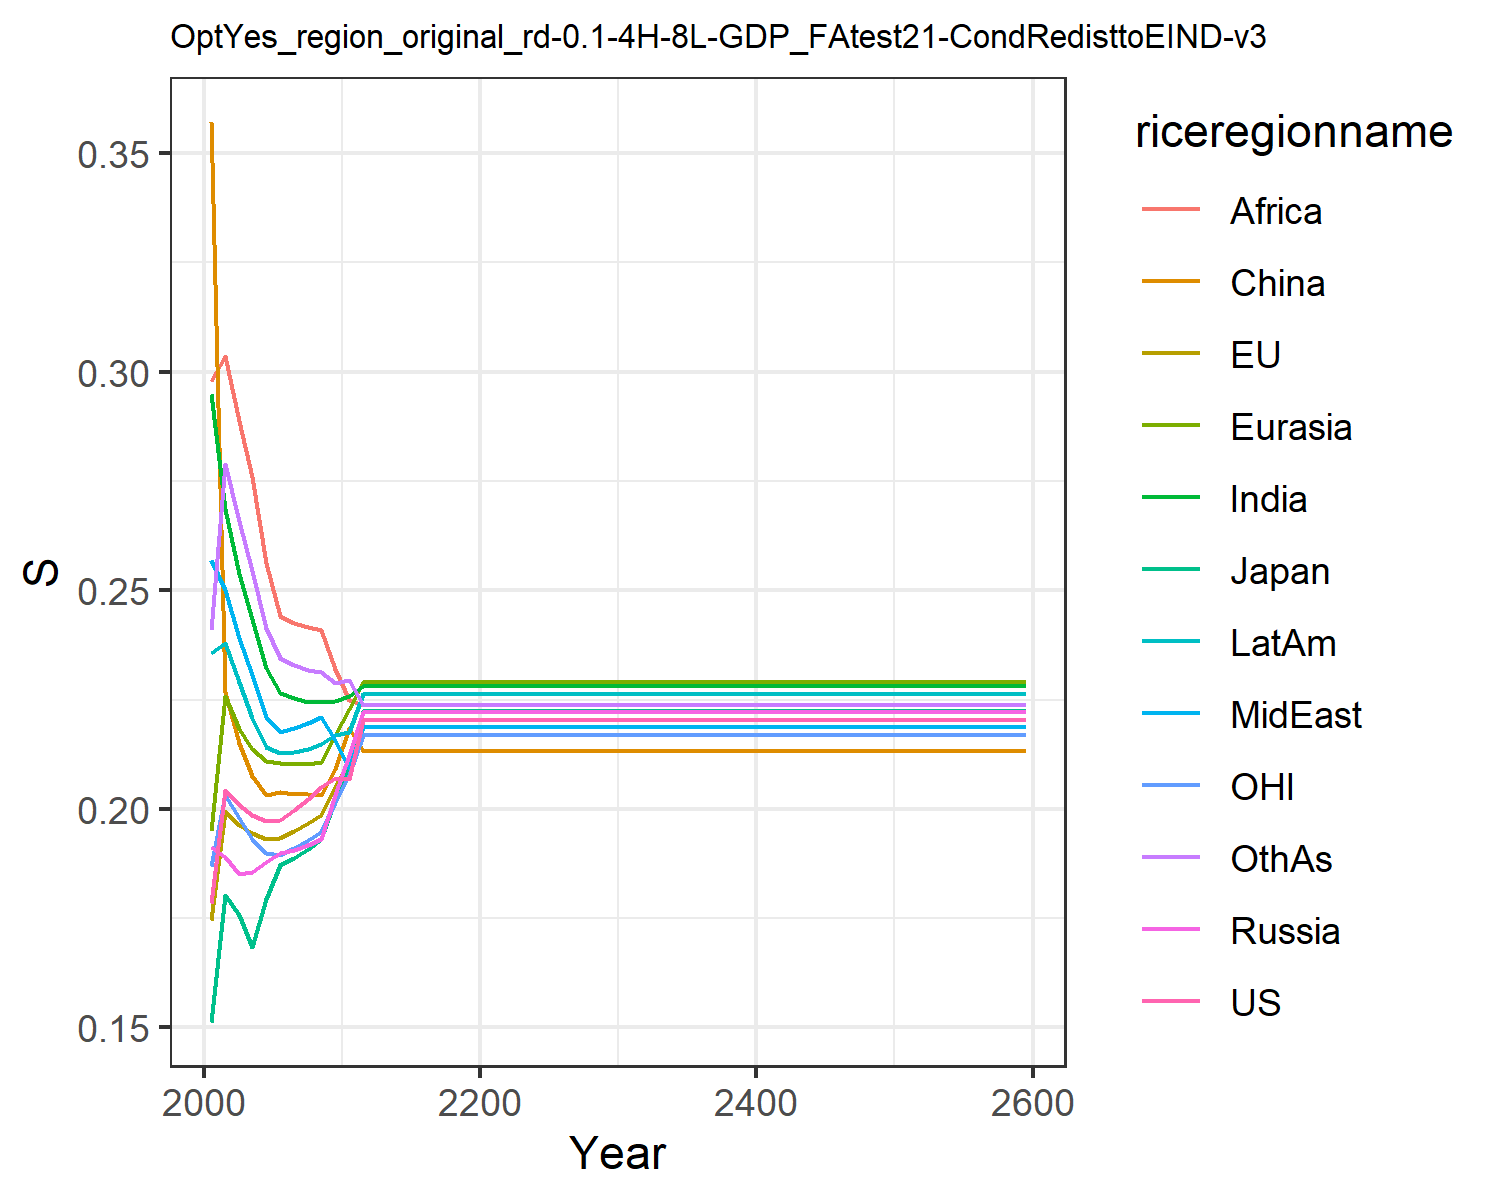 OptYes_region_original_rd-0.1-4H-8L-GDP_FAtest21-CondRedisttoEIND-v3
riceregionname
Africa
China
EU
Eurasia
India
Japan
LatAm
MidEast
OHI
OthAs
Russia
US
S
0.35
0.30
0.25
0.20
0.15
2000 2200 2400 2600
Year